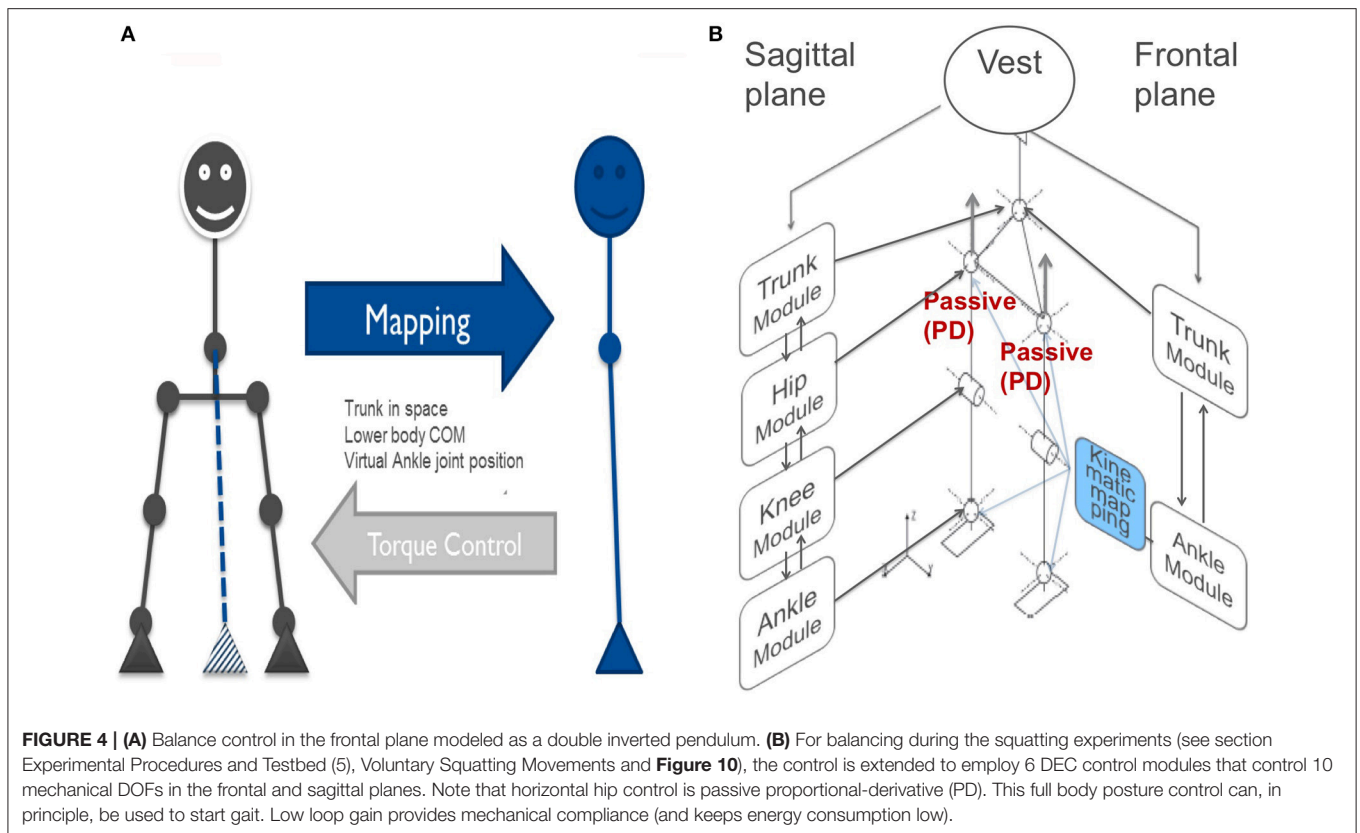 A
B
Sagittal
plane
Vest
Frontal
plane
Mapping
Trunk in space
Lower body COM
Virtual Ankle joint position
Torque Control
Trunk
Module
Hip
Module
Knee
Module
Ankle
Module
Passive
(PD)
Passive
(PD)
Trunk
Module
Kine
matic
map
ping
Ankle
Module
Z
Y
FIGURE 4 | (A) Balance control in the frontal plane modeled as a double inverted pendulum. (B) For balancing during the squatting experiments (see section
Experimental Procedures and Testbed (5), Voluntary Squatting Movements and Figure 10), the control is extended to employ 6 DEC control modules that control 10
mechanical DOFs in the frontal and sagittal planes. Note that horizontal hip control is passive proportional-derivative (PD). This full body posture control can, in
principle, be used to start gait. Low loop gain provides mechanical compliance (and keeps energy consumption low).